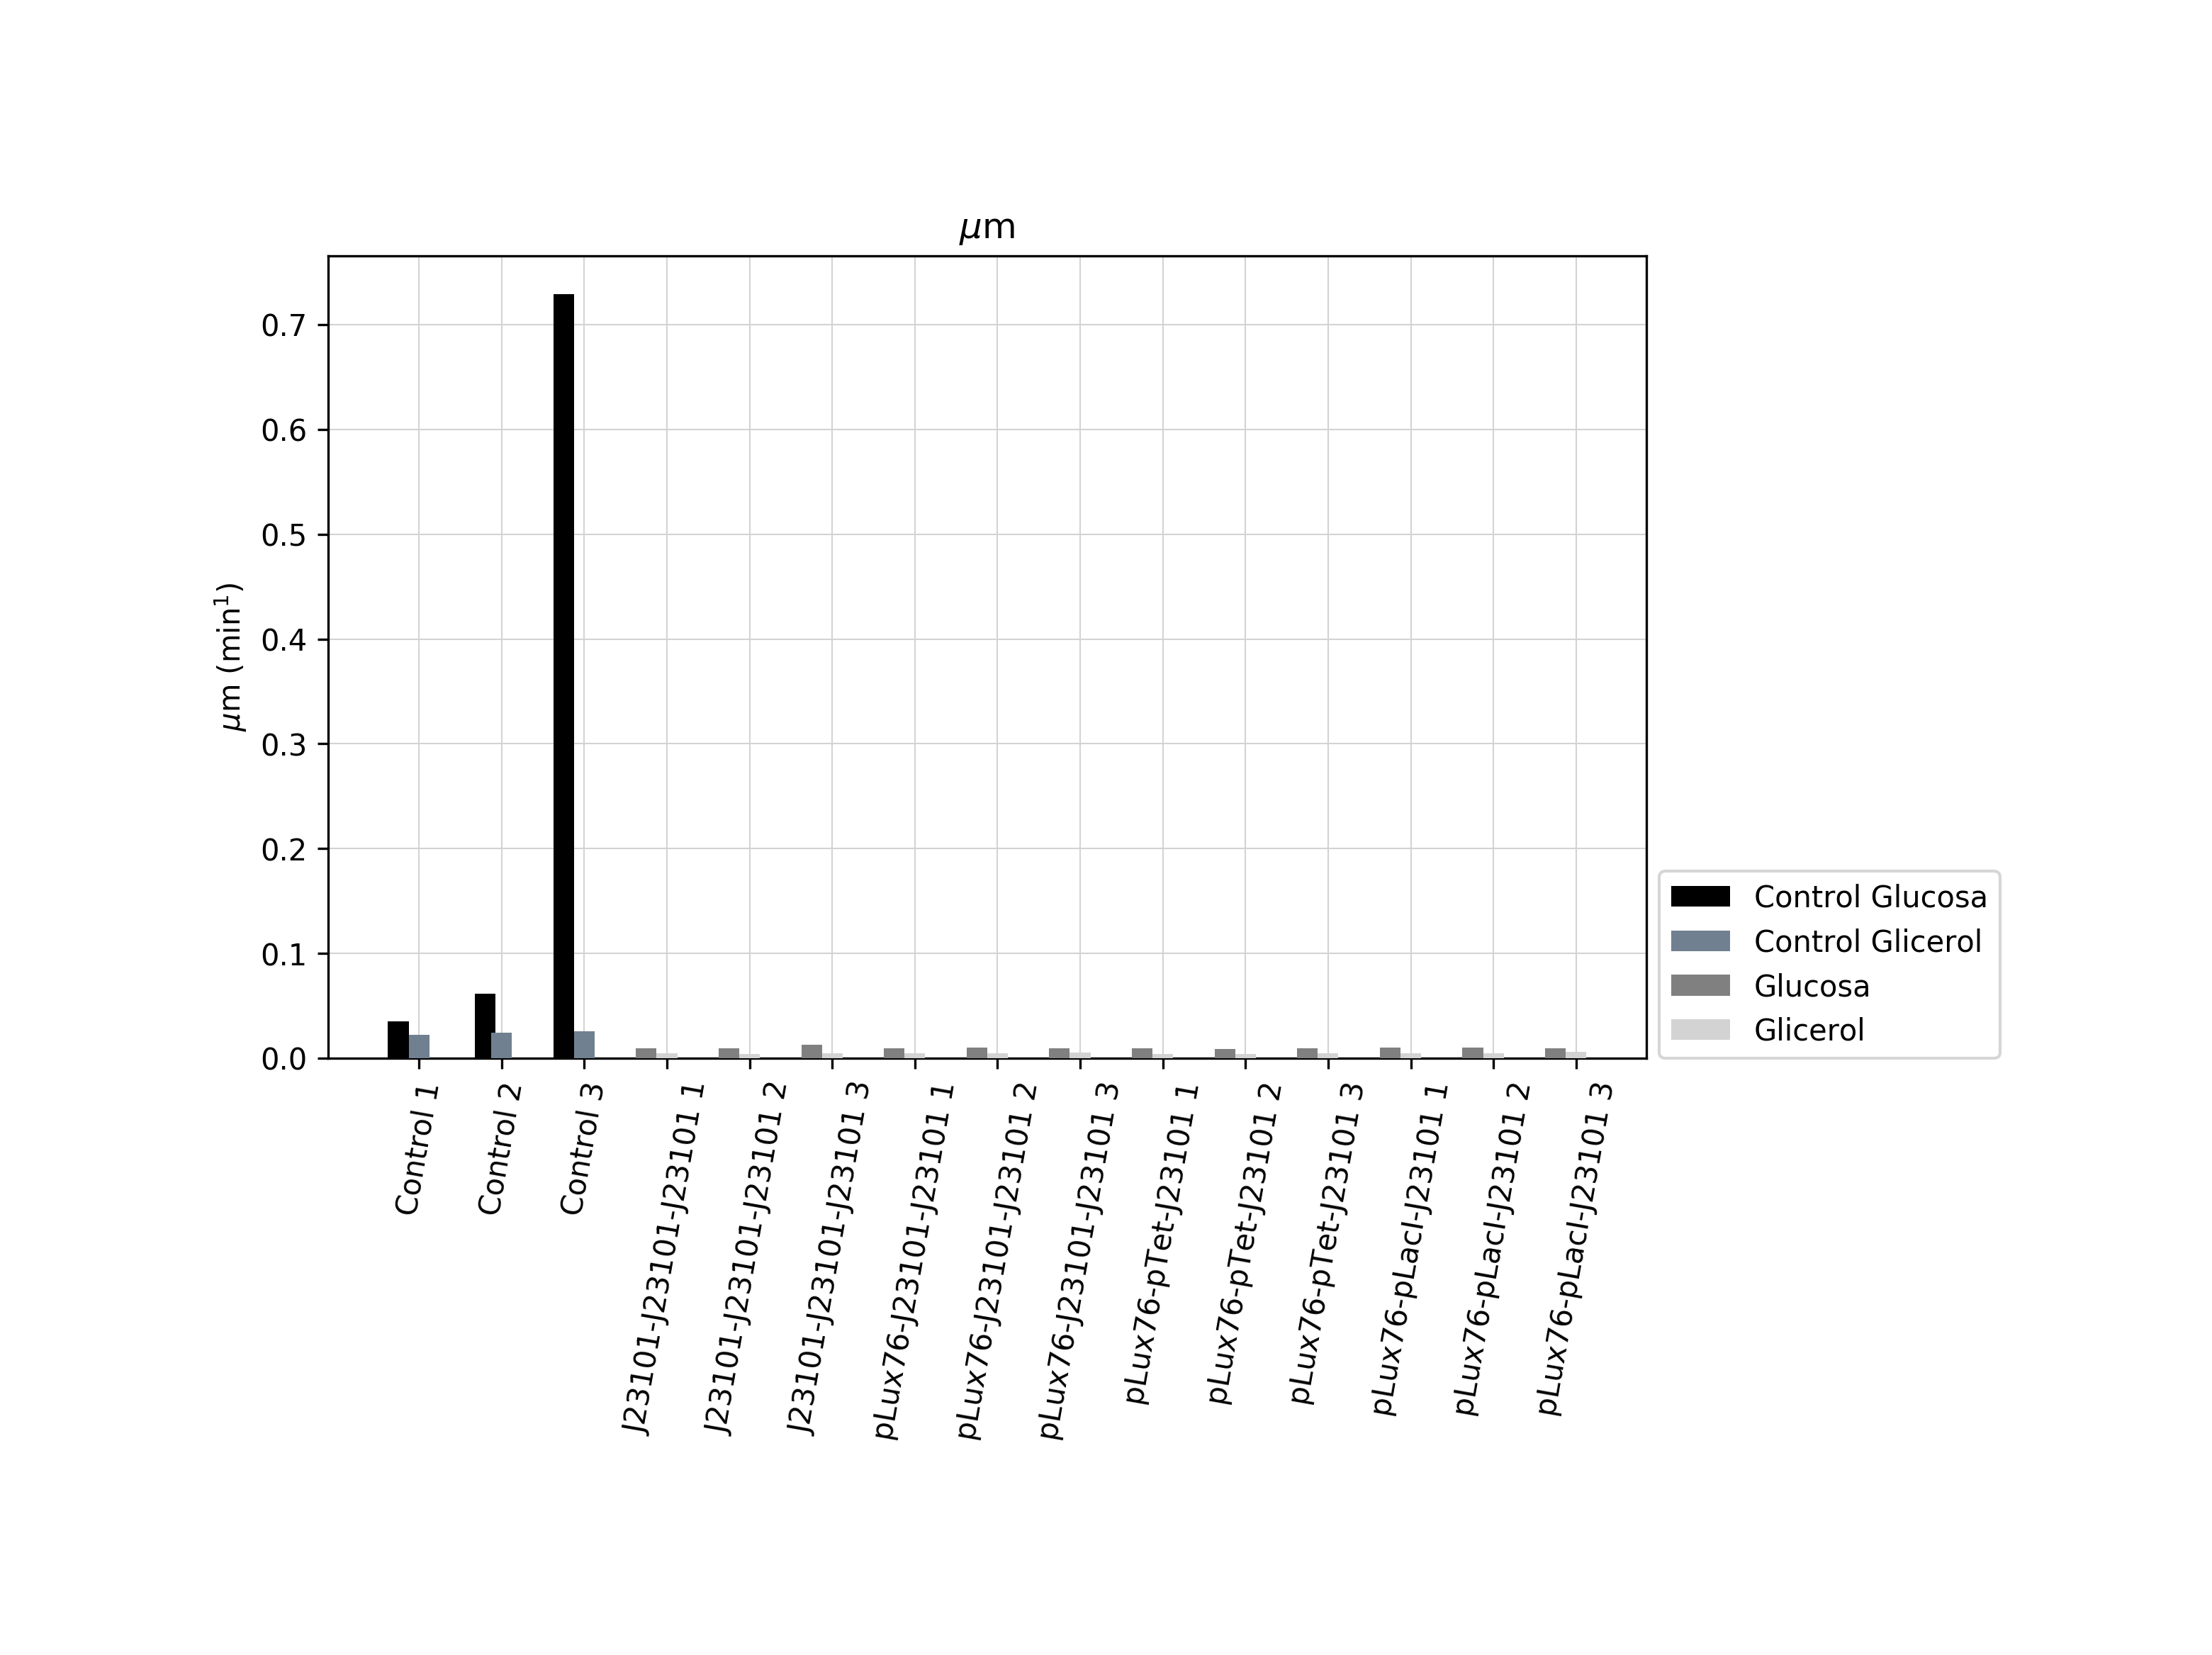 μm
μm (min¹)
0.7
0.6
0.5
0.4
0.3
0.2
0.1
0.0
Control 1
Control 2
Control 3
J23101-J23101-J23101 1
J23101-J23101-J23101 2
J23101-J23101-J23101 3
pLux76-J23101-J23101 1
pLux76-J23101-J23101 2
pLux76-J23101-J23101 3
pLux76-pTet-J23101 1
pLux76-pTet-J23101 2
pLux76-pTet-J23101 3
pLux76-pLacI-J23101 1
pLux76-pLacI-J23101 2
pLux76-pLacI-J23101 3
Control Glucosa
Control Glicerol
Glucosa
Glicerol